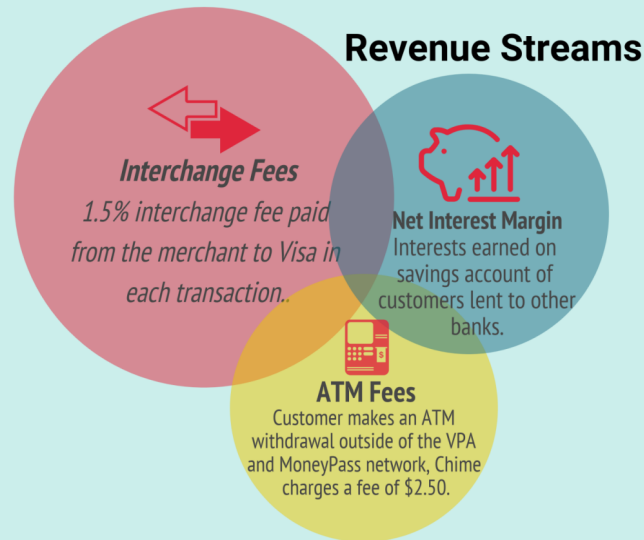 Revenue Streams
Interchange Fees
1.5% interchange fee paid
from the merchant to Visa in
each transaction..
Net Interest Margin
Interests earned on
savings account of
customers lent to other
banks.
$
ATM Fees
Customer makes an ATM
withdrawal outside of the VPA
and MoneyPass network, Chime
charges a fee of $2.50.